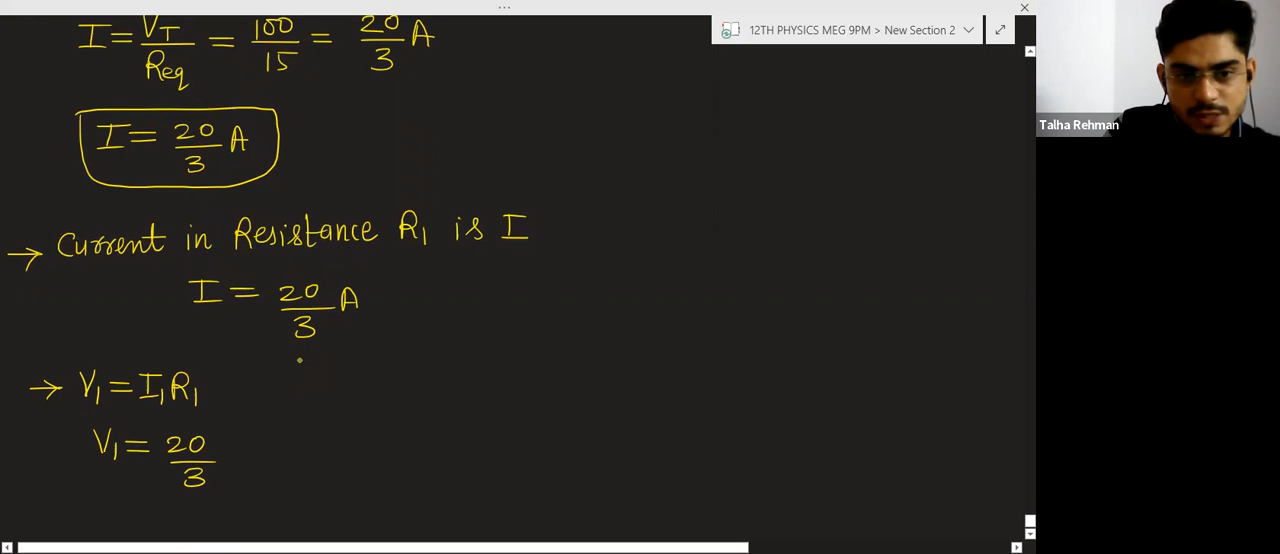 12TH PHYSICS MEG 9PM > New Section 2
Talha Rehman
I = V_T/Req = 100/15 = 20/3 A
I = 20/3 A
→ Current in Resistance R₁ is I
I = 20/3 A
→ V₁ = I₁R₁
V₁ = 20/3